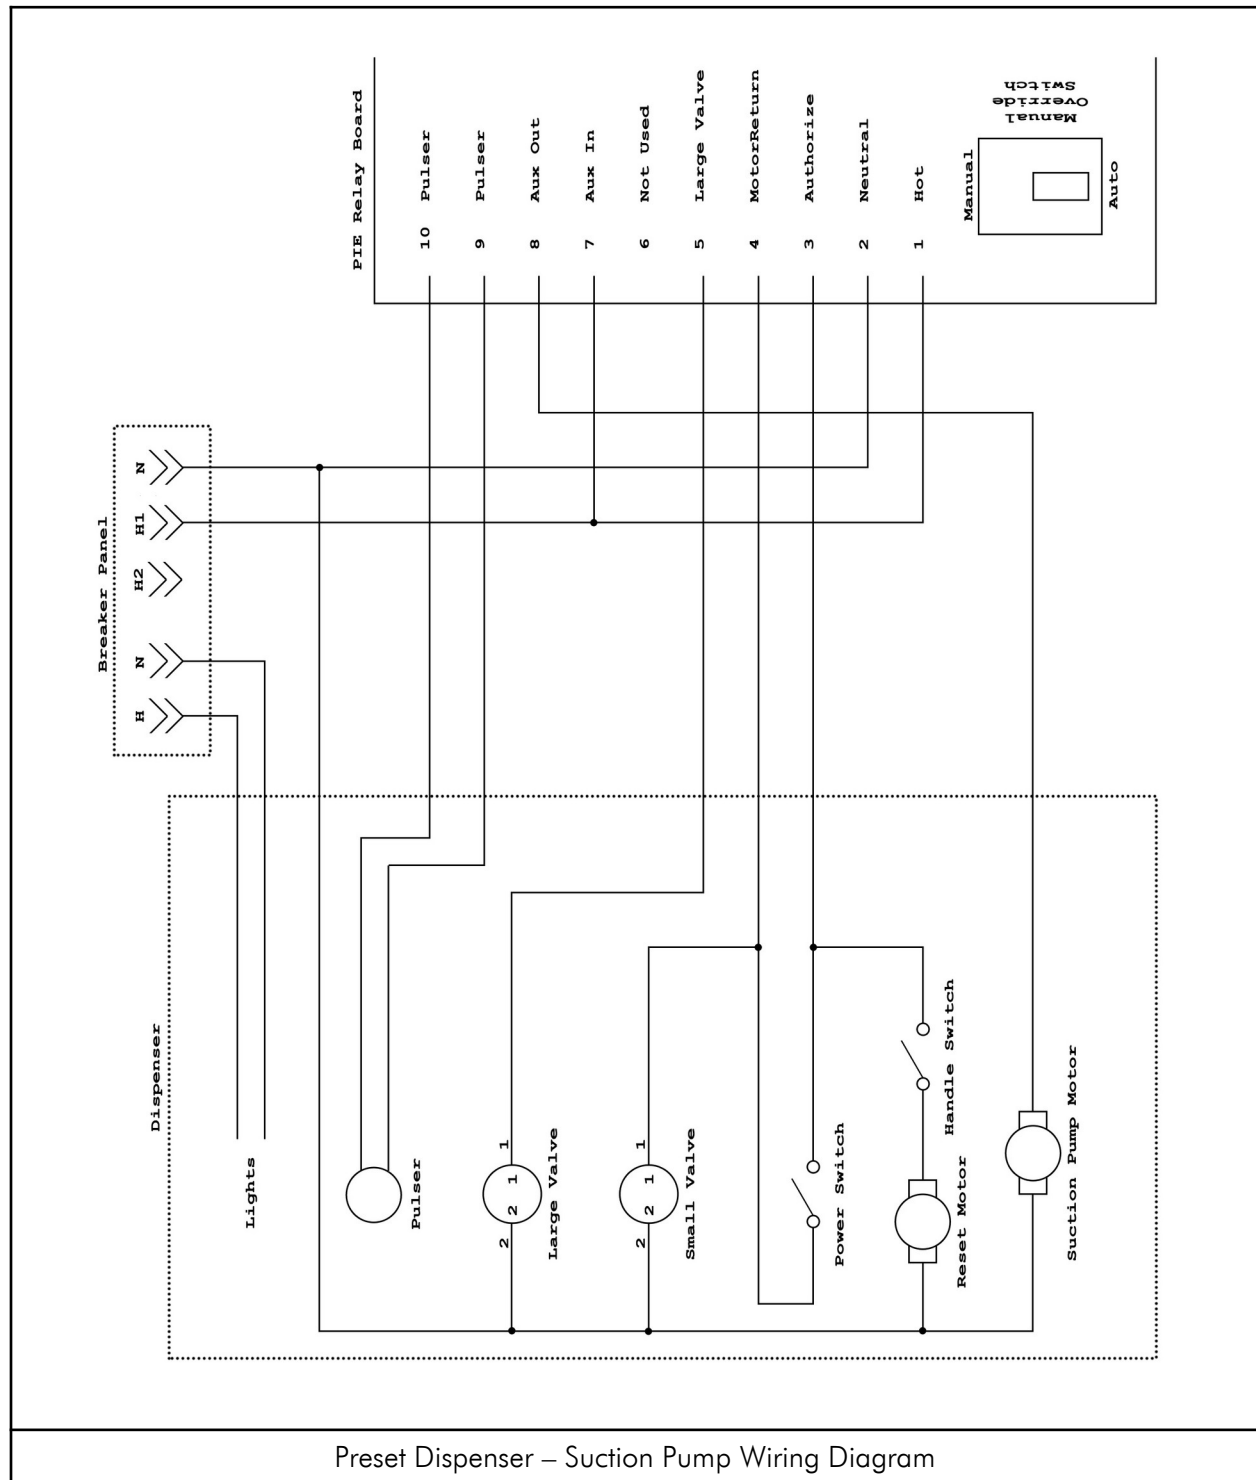 PIE Relay Board
10 Pulser
9 Pulser
8 Aux Out
7 Aux In
6 Not Used
5 Large Valve
4 MotorReturn
3 Authorize
2 Neutral
1 Hot
Manual
Auto
Manual
Override
Switch
Breaker Panel
N
H1
H2
N
H
Dispenser
Lights
Pulser
1
1
2
2
Large Valve
1
1
2
2
Small Valve
Power Switch
Handle Switch
Reset Motor
Suction Pump Motor
Preset Dispenser – Suction Pump Wiring Diagram